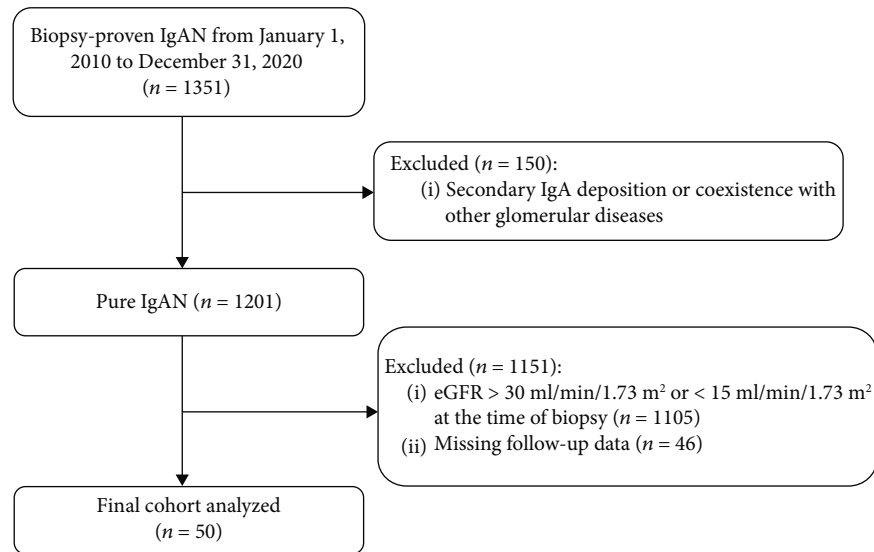 Biopsy-proven IgAN from January 1,
2010 to December 31, 2020
(n = 1351)
Excluded (n = 150):
(i) Secondary IgA deposition or coexistence with
other glomerular diseases
Pure IgAN (n = 1201)
Excluded (n = 1151):
(i) eGFR > 30 ml/min/1.73 m² or < 15 ml/min/1.73 m²
at the time of biopsy (n = 1105)
(ii) Missing follow-up data (n = 46)
Final cohort analyzed
(n = 50)